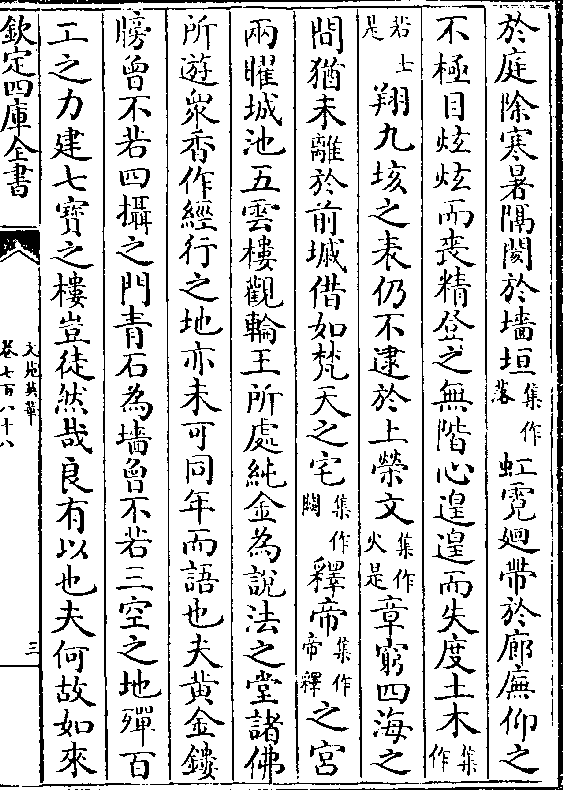 於庭除寒暑隔閡於墻垣集作落虹霓廻帶於廊廡仰之
不極目炫炫而喪精登之無階心遑遑而失度土木集作
若士是翔九垓之表仍不逮於上榮文集作火是章窮四海之
間猶未離於前墄借如梵天之宅集作闕釋帝集作帝釋之宮
兩曜城池五雲樓觀輪王所處純金為說法之堂諸佛
所遊衆香作經行之地亦未可同年而語也夫黃金鏤
牓曾不若四攝之門青石為墻曾不若三空之地殫百
工之力建七寳之樓豈徒然哉良有以也夫何故如來
欽定四庫全書
文苑英華
卷七百八十八
三